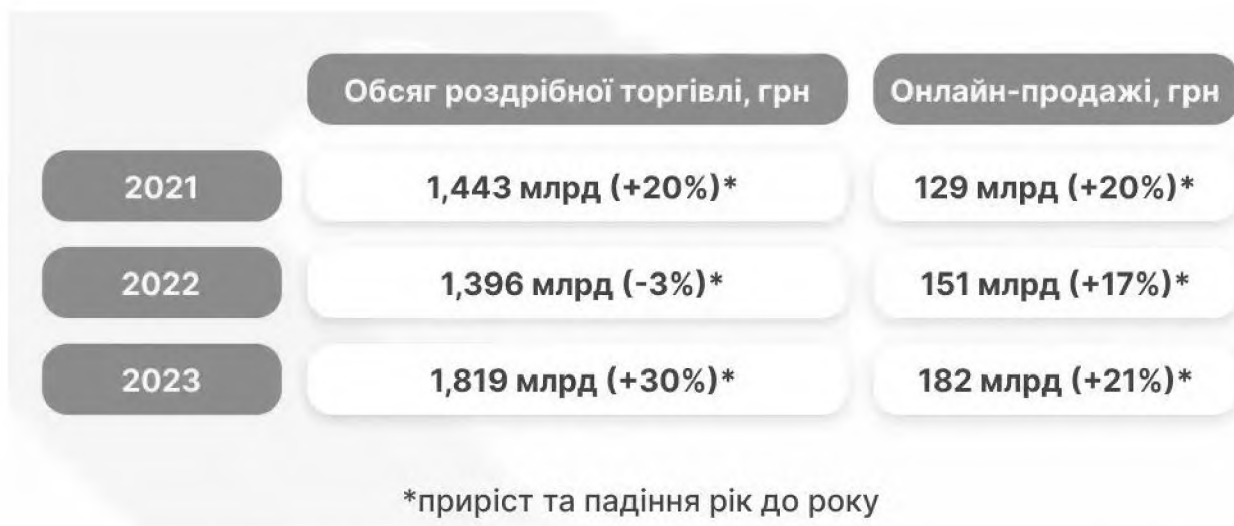 Обсяг роздрібної торгівлі, грн Онлайн-продажі, грн
2021 1,443 млрд (+20%)* 129 млрд (+20%)*
2022 1,396 млрд (-3%)* 151 млрд (+17%)*
2023 1,819 млрд (+30%)* 182 млрд (+21%)*
*приріст та падіння рік до року